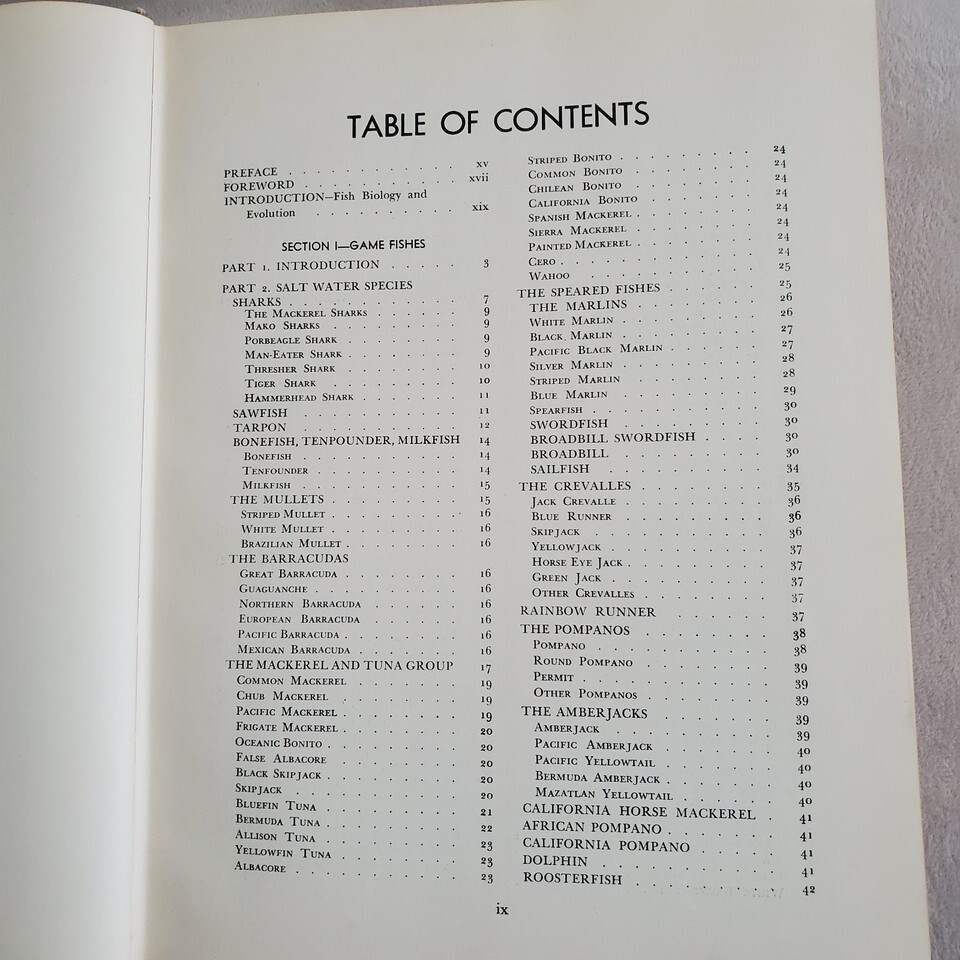 TABLE OF CONTENTS
PREFACE . . . . . . . . . . . xv
FOREWORD . . . . . . . . . . xvii
INTRODUCTION—Fish Biology and
Evolution . . . . . . . . . . xix
SECTION I—GAME FISHES
PART 1. INTRODUCTION . . . . . 3
PART 2. SALT WATER SPECIES
SHARKS . . . . . . . . . . . 7
THE MACKEREL SHARKS . . . . . . 9
MAKO SHARKS . . . . . . . . . 9
PORBEAGLE SHARK . . . . . . . . 9
MAN-EATER SHARK . . . . . . . . 9
THRESHER SHARK . . . . . . . . 10
TIGER SHARK . . . . . . . . . 10
HAMMERHEAD SHARK . . . . . . . 11
SAWFISH . . . . . . . . . . . 11
TARPON . . . . . . . . . . . 12
BONEFISH, TENPOUNDER, MILKFISH 14
BONEFISH . . . . . . . . . . 14
TENFOUNDER . . . . . . . . . . 14
MILKFISH . . . . . . . . . . 15
THE MULLETS . . . . . . . . . 15
STRIPED MULLET . . . . . . . . . 16
WHITE MULLET . . . . . . . . . 16
BRAZILIAN MULLET . . . . . . . . 16
THE BARRACUDAS
GREAT BARRACUDA . . . . . . . . 16
GUAGUANCHE . . . . . . . . . . 16
NORTHERN BARRACUDA . . . . . . 16
EUROPEAN BARRACUDA . . . . . . . 16
PACIFIC BARRACUDA . . . . . . . . 16
MEXICAN BARRACUDA . . . . . . . 16
THE MACKEREL AND TUNA GROUP 17
COMMON MACKEREL . . . . . . . 19
CHUB MACKEREL . . . . . . . . 19
PACIFIC MACKEREL . . . . . . . . 19
FRIGATE MACKEREL . . . . . . . . 20
OCEANIC BONITO . . . . . . . . . 20
FALSE ALBACORE . . . . . . . . 20
BLACK SKIPJACK . . . . . . . . . 20
SKIPJACK . . . . . . . . . . . 20
BLUEFIN TUNA . . . . . . . . . 21
BERMUDA TUNA . . . . . . . . . 22
ALLISON TUNA . . . . . . . . . 23
YELLOWFIN TUNA . . . . . . . . 23
ALBACORE . . . . . . . . . . . 23
STRIPED BONITO . . . . . . . . . 24
COMMON BONITO . . . . . . . . 24
CHILEAN BONITO . . . . . . . . 24
CALIFORNIA BONITO . . . . . . . 24
SPANISH MACKEREL . . . . . . . . 24
SIERRA MACKEREL . . . . . . . . 24
PAINTED MACKEREL . . . . . . . . 24
CERO . . . . . . . . . . . . 24
WAHOO . . . . . . . . . . . 25
THE SPEARED FISHES . . . . . . 25
THE MARLINS . . . . . . . . 26
WHITE MARLIN . . . . . . . . . 26
BLACK MARLIN . . . . . . . . . 27
PACIFIC BLACK MARLIN . . . . . . 27
SILVER MARLIN . . . . . . . . . 28
STRIPED MARLIN . . . . . . . . 28
BLUE MARLIN . . . . . . . . . 29
SPEARFISH . . . . . . . . . . 30
SWORDFISH . . . . . . . . . 30
BROADBILL SWORDFISH . . . . 30
BROADBILL . . . . . . . . . 30
SAILFISH . . . . . . . . . . 34
THE CREVALLES . . . . . . . . 35
JACK CREVALLE . . . . . . . . . 36
BLUE RUNNER . . . . . . . . . 36
SKIPJACK . . . . . . . . . . 36
YELLOWJACK . . . . . . . . . . 37
HORSE EYE JACK . . . . . . . . . 37
GREEN JACK . . . . . . . . . . 37
OTHER CREVALLES . . . . . . . . 37
RAINBOW RUNNER . . . . . . 37
THE POMPANOS . . . . . . . . 38
POMPANO . . . . . . . . . . 38
ROUND POMPANO . . . . . . . . 39
PERMIT . . . . . . . . . . . 39
OTHER POMPANOS . . . . . . . . 39
THE AMBERJACKS . . . . . . . 39
AMBERJACK . . . . . . . . . . 39
PACIFIC AMBERJACK . . . . . . . 40
PACIFIC YELLOWTAIL . . . . . . . 40
BERMUDA AMBERJACK . . . . . . . 40
MAZATLAN YELLOWTAIL . . . . . . 40
CALIFORNIA HORSE MACKEREL . 41
AFRICAN POMPANO . . . . . . . 41
CALIFORNIA POMPANO . . . . . 41
DOLPHIN . . . . . . . . . . 41
ROOSTERFISH . . . . . . . . . 42
ix